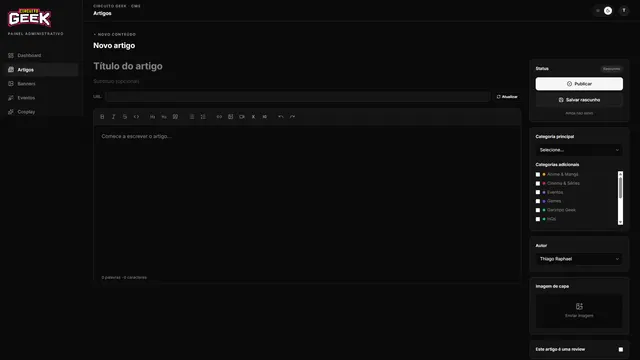 CIRCUITO
GEEK
PAINEL ADMINISTRATIVO
Dashboard
Artigos
Banners
Eventos
Cosplay
CIRCUITO GEEK · CMS
Artigos
T
NOVO CONTEÚDO
Novo artigo
Título do artigo
Subtítulo (opcional)
URL
Atualizar
Comece a escrever o artigo...
0 palavras · 0 caracteres
Status
Rascunho
Publicar
Salvar rascunho
Categoria principal
Selecione...
Categorias adicionais
Anime & Mangá
Cinema & Séries
Eventos
Games
Garotas Geek
Autor
Thiago Raphael
Imagem de capa
Enviar imagem
Este artigo é uma review